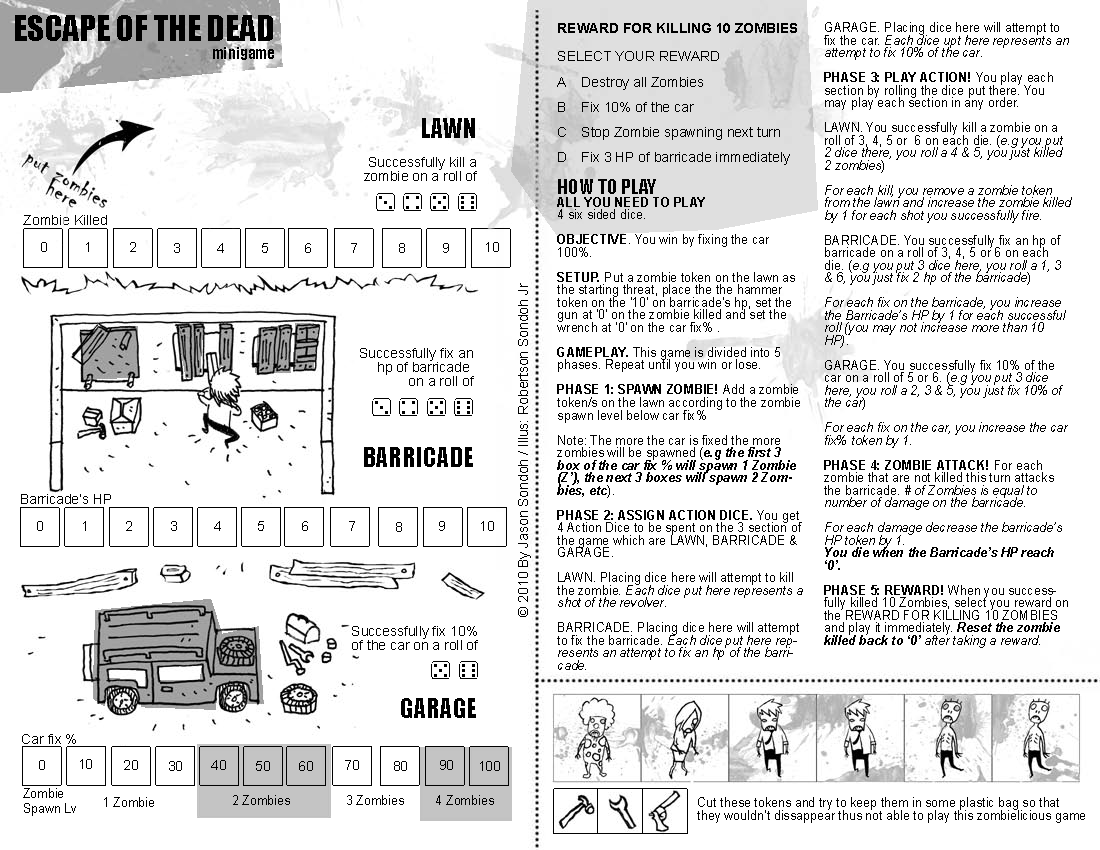 ESCAPE OF THE DEAD
minigame
put zombies
here
LAWN
Successfully kill a
zombie on a roll of
Zombie Killed
0 1 2 3 4 5 6 7 8 9 10
Successfully fix an
hp of barricade
on a roll of
BARRICADE
Barricade's HP
0 1 2 3 4 5 6 7 8 9 10
Successfully fix 10%
of the car on a roll of
GARAGE
Car fix %
0 10 20 30 40 50 60 70 80 90 100
Zombie
Spawn Lv
1 Zombie
2 Zombies
3 Zombies
4 Zombies
© 2010 By Jason Sondoh / Illus: Robertson Sondoh Jr
REWARD FOR KILLING 10 ZOMBIES
SELECT YOUR REWARD
A Destroy all Zombies
B Fix 10% of the car
C Stop Zombie spawning next turn
D Fix 3 HP of barricade immediately
HOW TO PLAY
ALL YOU NEED TO PLAY
4 six sided dice.
OBJECTIVE. You win by fixing the car
100%.
SETUP. Put a zombie token on the lawn as
the starting threat, place the the hammer
token on the '10' on barricade's hp, set the
gun at '0' on the zombie killed and set the
wrench at '0' on the car fix% .
GAMEPLAY. This game is divided into 5
phases. Repeat until you win or lose.
PHASE 1: SPAWN ZOMBIE! Add a zombie
token/s on the lawn according to the zombie
spawn level below car fix%
Note: The more the car is fixed the more
zombies will be spawned (e.g the first 3
box of the car fix % will spawn 1 Zombie
(Z'), the next 3 boxes will spawn 2 Zom-
bies, etc).
PHASE 2: ASSIGN ACTION DICE. You get
4 Action Dice to be spent on the 3 section of
the game which are LAWN, BARRICADE &
GARAGE.
LAWN. Placing dice here will attempt to kill
the zombie. Each dice put here represents a
shot of the revolver.
BARRICADE. Placing dice here will attempt
to fix the barricade. Each dice put here rep-
resents an attempt to fix an hp of the barri-
cade.
GARAGE. Placing dice here will attempt to
fix the car. Each dice upt here represents an
attempt to fix 10% of the car.
PHASE 3: PLAY ACTION! You play each
section by rolling the dice put there. You
may play each section in any order.
LAWN. You successfully kill a zombie on a
roll of 3, 4, 5 or 6 on each die. (e.g you put
2 dice there, you roll a 4 & 5, you just killed
2 zombies)
For each kill, you remove a zombie token
from the lawn and increase the zombie killed
by 1 for each shot you successfully fire.
BARRICADE. You successfully fix an hp of
barricade on a roll of 3, 4, 5 or 6 on each
die. (e.g you put 3 dice here, you roll a 1, 3
& 6, you just fix 2 hp of the barricade)
For each fix on the barricade, you increase
the Barricade's HP by 1 for each successful
roll (you may not increase more than 10
HP).
GARAGE. You successfully fix 10% of the
car on a roll of 5 or 6. (e.g you put 3 dice
here, you roll a 2, 3 & 5, you just fix 10% of
the car)
For each fix on the car, you increase the car
fix% token by 1.
PHASE 4: ZOMBIE ATTACK! For each
zombie that are not killed this turn attacks
the barricade. # of Zombies is equal to
number of damage on the barricade.
For each damage decrease the barricade's
HP token by 1.
You die when the Barricade's HP reach
'0'.
PHASE 5: REWARD! When you success-
fully killed 10 Zombies, select you reward on
the REWARD FOR KILLING 10 ZOMBIES
and play it immediately. Reset the zombie
killed back to '0' after taking a reward.
Cut these tokens and try to keep them in some plastic bag so that
they wouldn't dissappear thus not able to play this zombielicious game